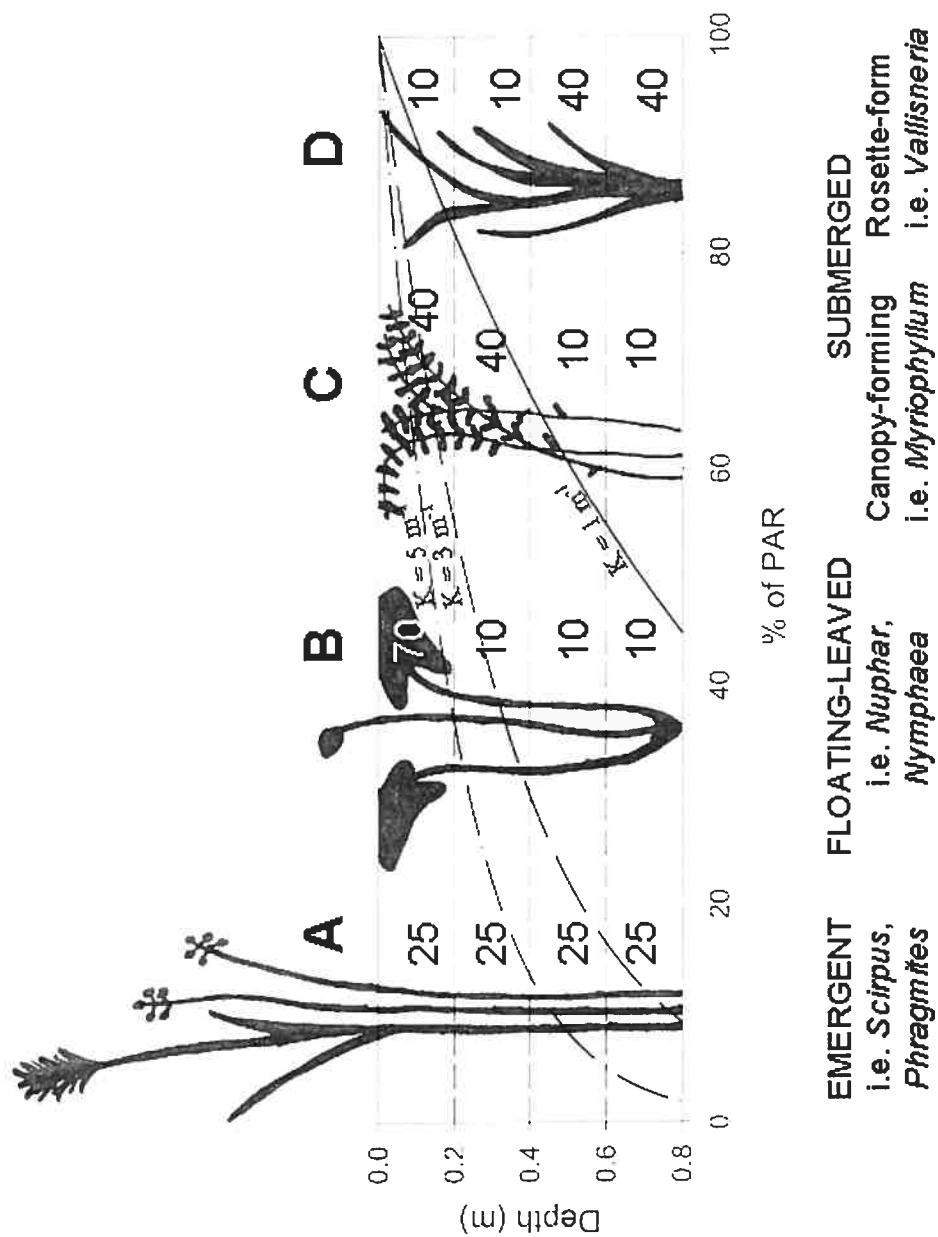 A
B
C
D
Depth (m)
0.0
0.2
0.4
0.6
0.8
25
25
25
25
70
10
10
10
40
40
10
10
10
10
40
40
K = 5 m⁻¹
K = 3 m⁻¹
K = 1 m⁻¹
0
20
40
60
80
100
% of PAR
EMERGENT
i.e. Scirpus,
Phragmites
FLOATING-LEAVED
i.e. Nuphar,
Nymphaea
SUBMERGED
Canopy-forming
i.e. Myriophyllum
Rosette-form
i.e. Vallisneria